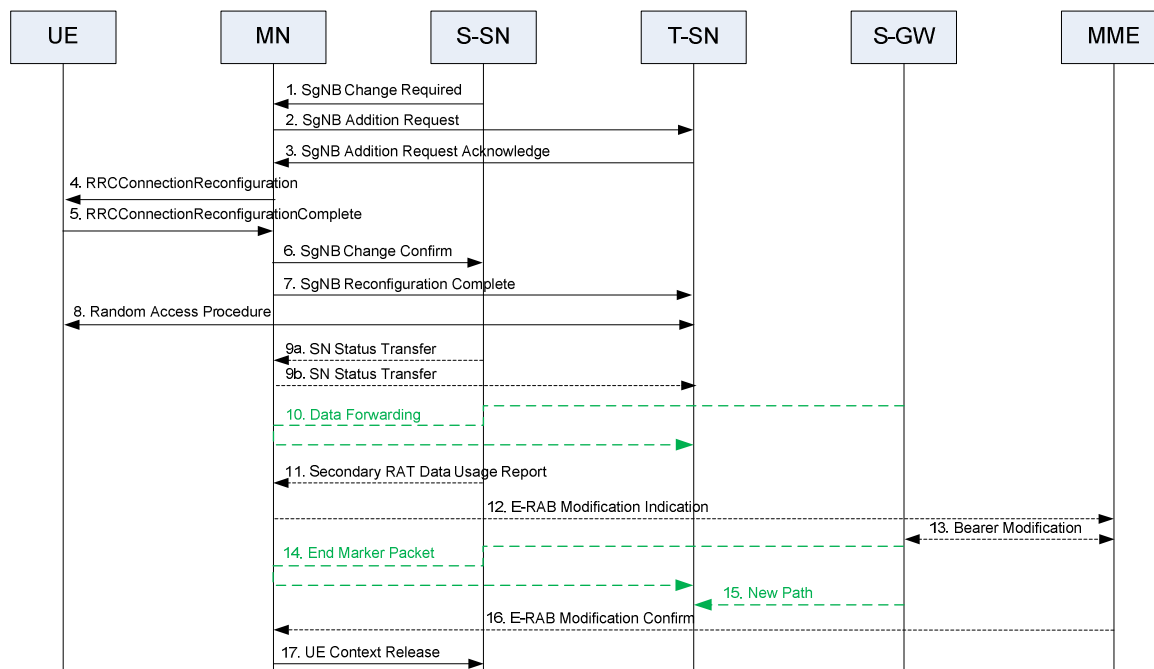 UE
MN
S-SN
T-SN
S-GW
MME
1. SgNB Change Required
2. SgNB Addition Request
3. SgNB Addition Request Acknowledge
4. RRCConnectionReconfiguration
5. RRCConnectionReconfigurationComplete
6. SgNB Change Confirm
7. SgNB Reconfiguration Complete
8. Random Access Procedure
9a. SN Status Transfer
9b. SN Status Transfer
10. Data Forwarding
11. Secondary RAT Data Usage Report
12. E-RAB Modification Indication
13. Bearer Modification
14. End Marker Packet
15. New Path
16. E-RAB Modification Confirm
17. UE Context Release